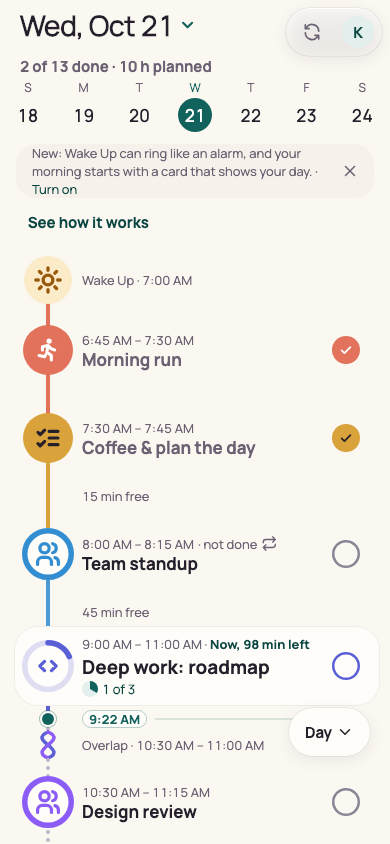 Wed, Oct 21
K
2 of 13 done · 10 h planned
S M T W T F S
18 19 20 21 22 23 24
New: Wake Up can ring like an alarm, and your
morning starts with a card that shows your day. ·
Turn on
See how it works
Wake Up · 7:00 AM
6:45 AM – 7:30 AM
Morning run
7:30 AM – 7:45 AM
Coffee & plan the day
15 min free
8:00 AM – 8:15 AM · not done
Team standup
45 min free
9:00 AM – 11:00 AM · Now, 98 min left
Deep work: roadmap
1 of 3
9:22 AM
Day
Overlap · 10:30 AM – 11:00 AM
10:30 AM – 11:15 AM
Design review